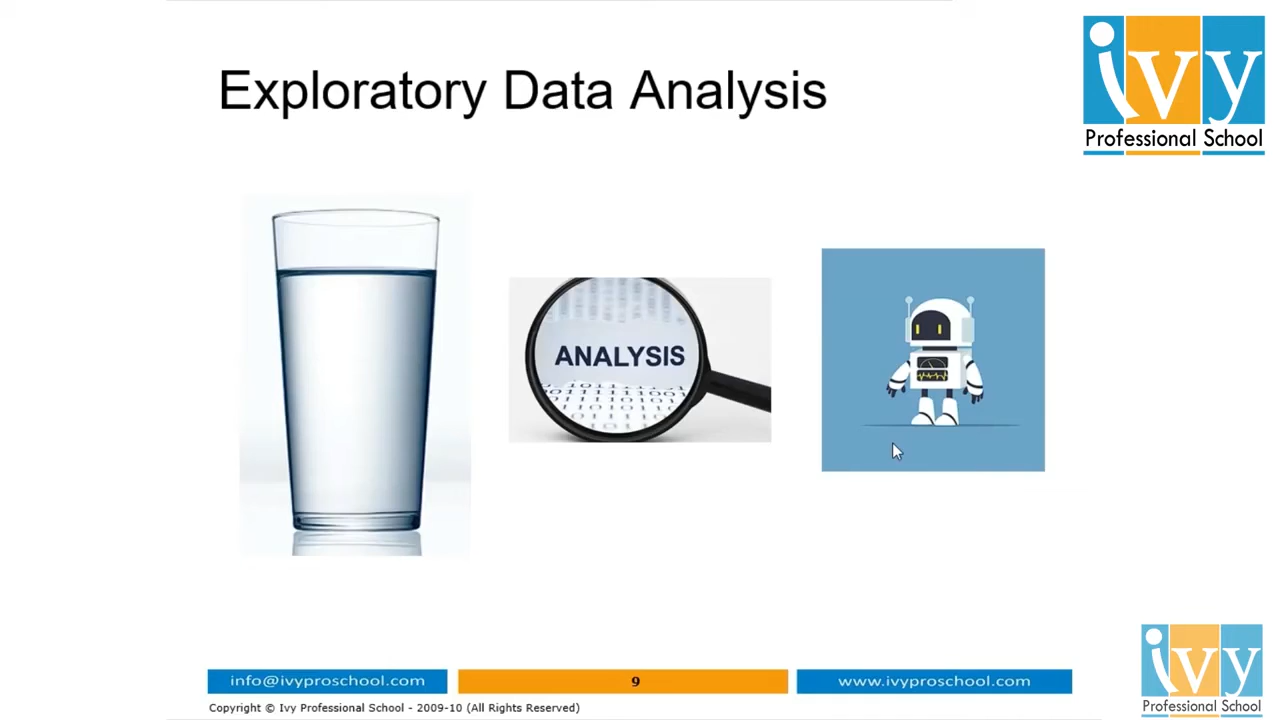 Exploratory Data Analysis
ivy
Professional School
ANALYSIS
info@ivyproschool.com
9
www.ivyproschool.com
Copyright © Ivy Professional School - 2009-10 (All Rights Reserved)
ivy
Professional School